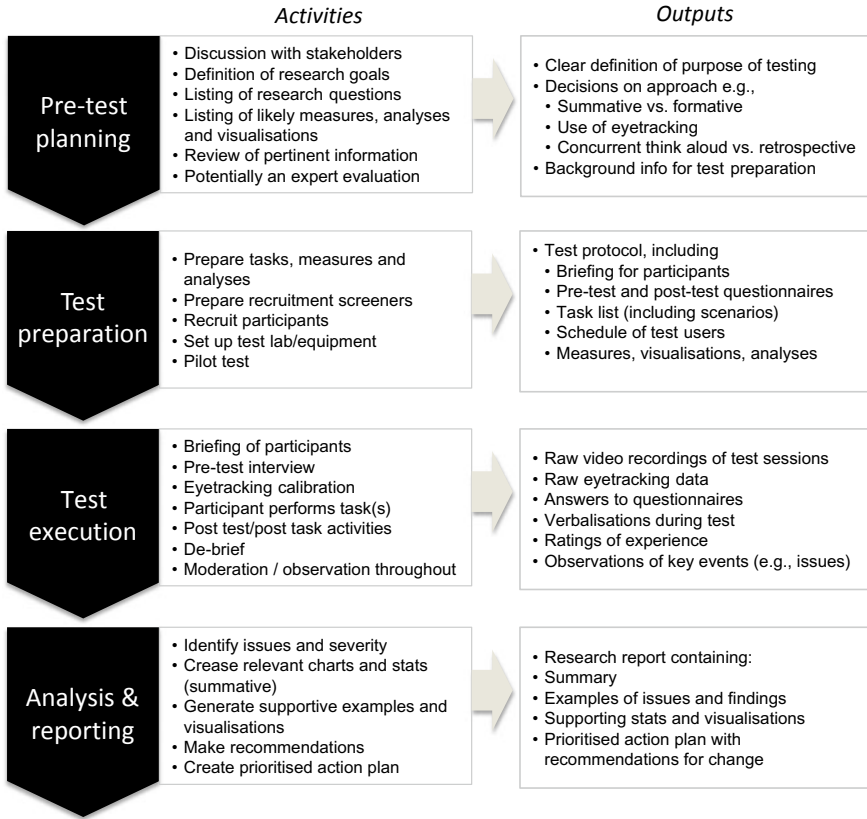 Activities
Outputs
Pre-test
planning
• Discussion with stakeholders
• Definition of research goals
• Listing of research questions
• Listing of likely measures, analyses
and visualisations
• Review of pertinent information
• Potentially an expert evaluation
• Clear definition of purpose of testing
• Decisions on approach e.g.,
• Summative vs. formative
• Use of eyetracking
• Concurrent think aloud vs. retrospective
• Background info for test preparation
Test
preparation
• Prepare tasks, measures and
analyses
• Prepare recruitment screeners
• Recruit participants
• Set up test lab/equipment
• Pilot test
• Test protocol, including
• Briefing for participants
• Pre-test and post-test questionnaires
• Task list (including scenarios)
• Schedule of test users
• Measures, visualisations, analyses
Test
execution
• Briefing of participants
• Pre-test interview
• Eyetracking calibration
• Participant performs task(s)
• Post test/post task activities
• De-brief
• Moderation / observation throughout
• Raw video recordings of test sessions
• Raw eyetracking data
• Answers to questionnaires
• Verbalisations during test
• Ratings of experience
• Observations of key events (e.g., issues)
Analysis &
reporting
• Identify issues and severity
• Crease relevant charts and stats
(summative)
• Generate supportive examples and
visualisations
• Make recommendations
• Create prioritised action plan
• Research report containing:
• Summary
• Examples of issues and findings
• Supporting stats and visualisations
• Prioritised action plan with
recommendations for change